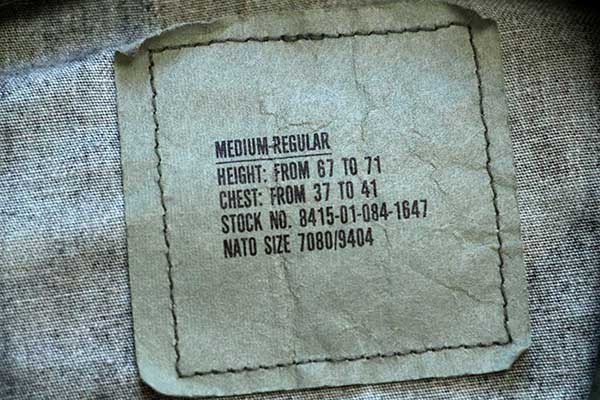 MEDIUM-REGULAR
HEIGHT: FROM 67 TO 71
CHEST: FROM 37 TO 41
STOCK NO. 8415-01-084-1647
NATO SIZE 7080/9404